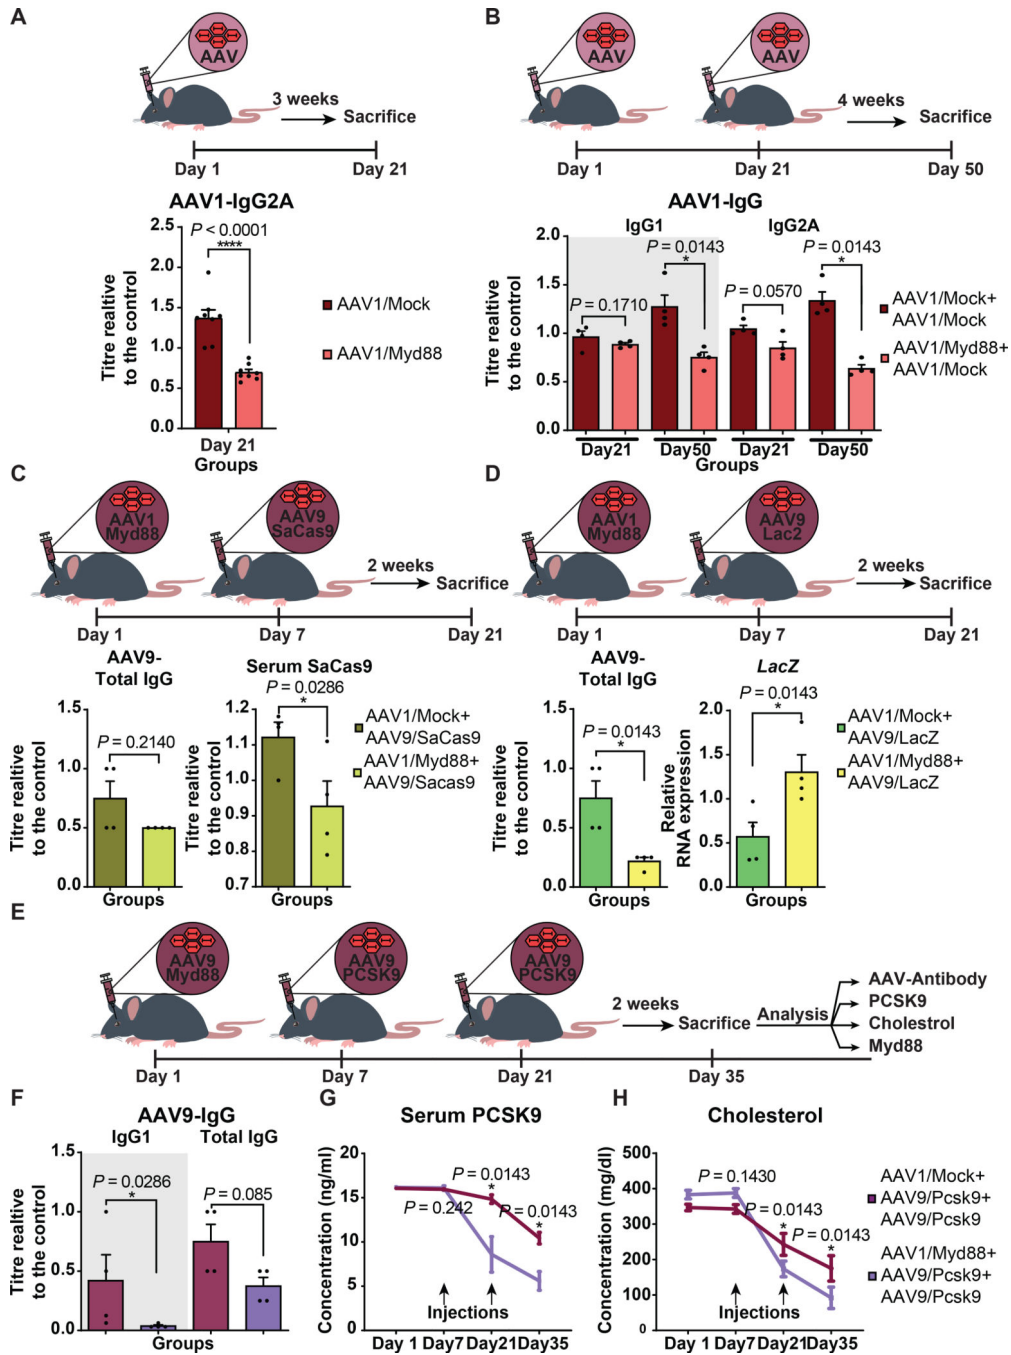 A
AAV
3 weeks
Sacrifice
Day 1
Day 21
AAV1-IgG2A
P < 0.0001
****
Titre realtive
to the control
2.5
2.0
1.5
1.0
0.5
0.0
Day 21
Groups
AAV1/Mock
AAV1/Myd88
B
AAV
AAV
4 weeks
Sacrifice
Day 1
Day 21
Day 50
AAV1-IgG
IgG1
IgG2A
Titre realtive
to the control
2.0
1.5
1.0
0.5
0.0
P = 0.1710
P = 0.0143
*
P = 0.0570
P = 0.0143
*
Day21
Day50
Day21
Day50
Groups
AAV1/Mock+
AAV1/Mock
AAV1/Myd88+
AAV1/Mock
C
AAV1
Myd88
AAV9
SaCas9
2 weeks
Sacrifice
Day 1
Day 7
Day 21
AAV9-
Total IgG
P = 0.2140
Titre realtive
to the control
1.5
1.0
0.5
0.0
Groups
Serum SaCas9
P = 0.0286
*
Titre realtive
to the control
1.2
1.1
1.0
0.9
0.8
0.7
Groups
AAV1/Mock+
AAV9/SaCas9
AAV1/Myd88+
AAV9/Sacas9
D
AAV1
Myd88
AAV9
Lac2
2 weeks
Sacrifice
Day 1
Day 7
Day 21
AAV9-
Total IgG
P = 0.0143
*
Titre realtive
to the control
1.5
1.0
0.5
0.0
Groups
LacZ
P = 0.0143
*
Relative
RNA expression
2.0
1.5
1.0
0.5
0.0
Groups
AAV1/Mock+
AAV9/LacZ
AAV1/Myd88+
AAV9/LacZ
E
AAV9
Myd88
AAV9
PCSK9
AAV9
PCSK9
2 weeks
Sacrifice
Analysis
AAV-Antibody
PCSK9
Cholestrol
Myd88
Day 1
Day 7
Day 21
Day 35
F
AAV9-IgG
IgG1
Total IgG
P = 0.0286
*
P = 0.085
Titre realtive
to the control
1.5
1.0
0.5
0.0
Groups
G
Serum PCSK9
Concentration (ng/ml)
20
15
10
5
0
P = 0.0143
*
P = 0.242
P = 0.0143
*
Injections
Day 1
Day7
Day21
Day35
H
Cholesterol
Concentration (mg/dl)
500
400
300
200
100
0
P = 0.1430
P = 0.0143
*
P = 0.0143
*
Injections
Day 1
Day7
Day21
Day35
AAV1/Mock+
AAV9/Pcsk9+
AAV9/Pcsk9
AAV1/Myd88+
AAV9/Pcsk9+
AAV9/Pcsk9